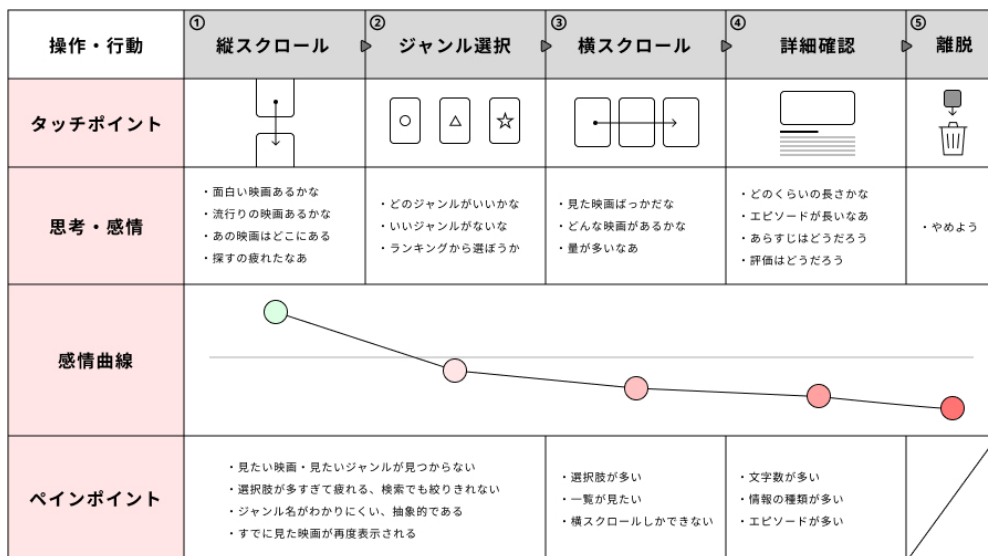 操作・行動
① 縦スクロール
② ジャンル選択
③ 横スクロール
④ 詳細確認
⑤ 離脱
タッチポイント
思考・感情
・面白い映画あるかな
・流行りの映画あるかな
・あの映画はどこにある
・探すの疲れたなあ
・どのジャンルがいいかな
・いいジャンルがないな
・ランキングから選ぼうか
・見た映画ばっかだな
・どんな映画があるかな
・量が多いなあ
・どのくらいの長さかな
・エピソードが長いなあ
・あらすじはどうだろう
・評価はどうだろう
・やめよう
感情曲線
ペインポイント
・見たい映画・見たいジャンルが見つからない
・選択肢が多すぎて疲れる、検索でも絞りきれない
・ジャンル名がわかりにくい、抽象的である
・すでに見た映画が再度表示される
・選択肢が多い
・一覧が見たい
・横スクロールしかできない
・文字数が多い
・情報の種類が多い
・エピソードが多い